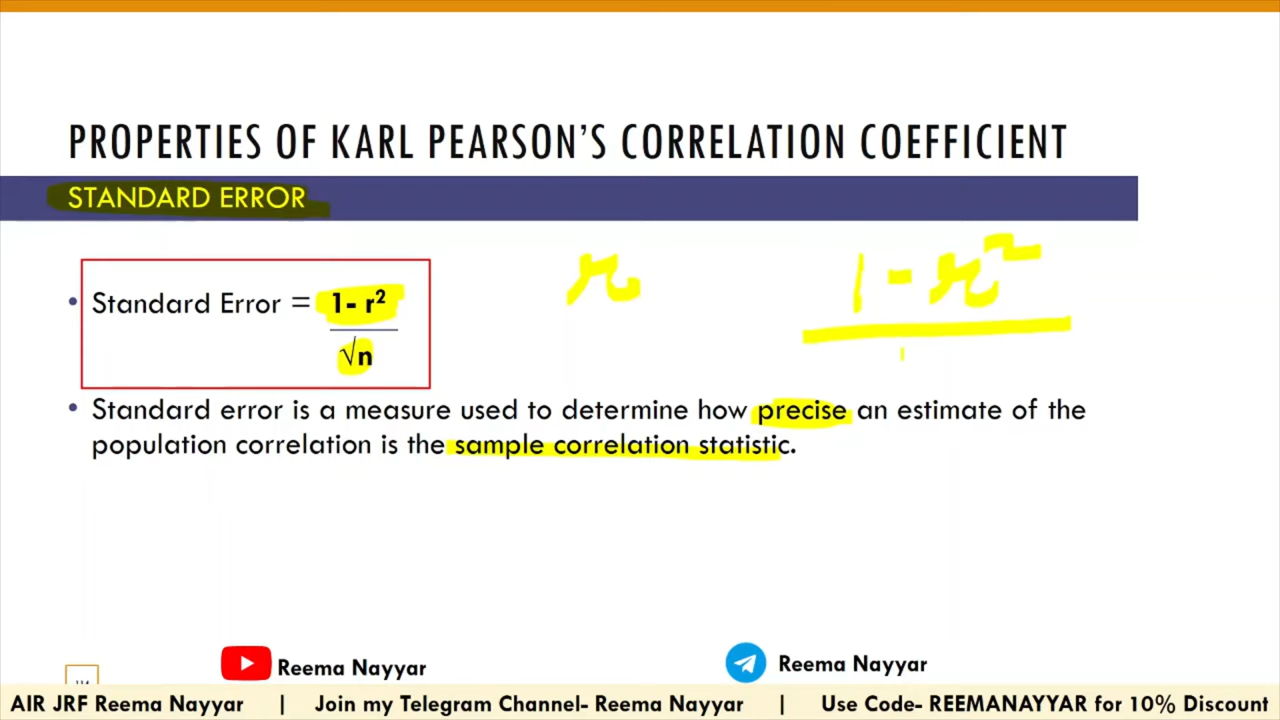 PROPERTIES OF KARL PEARSON'S CORRELATION COEFFICIENT
STANDARD ERROR
• Standard Error = 1- r²
√n
r
1 - r²
• Standard error is a measure used to determine how precise an estimate of the
population correlation is the sample correlation statistic.
Reema Nayyar
Reema Nayyar
AIR JRF Reema Nayyar | Join my Telegram Channel- Reema Nayyar | Use Code- REEMANAYYAR for 10% Discount